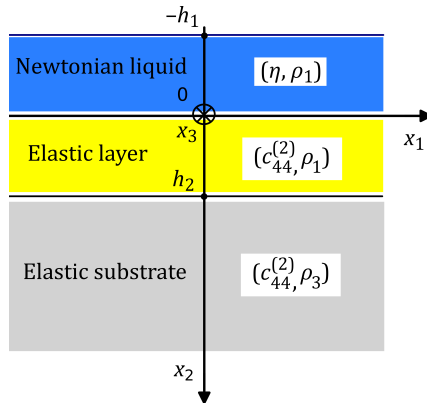 –h₁
Newtonian liquid (η, ρ₁)
0
x₃ x₁
Elastic layer (c₄₄⁽²⁾, ρ₁)
h₂
Elastic substrate (c₄₄⁽²⁾, ρ₃)
x₂